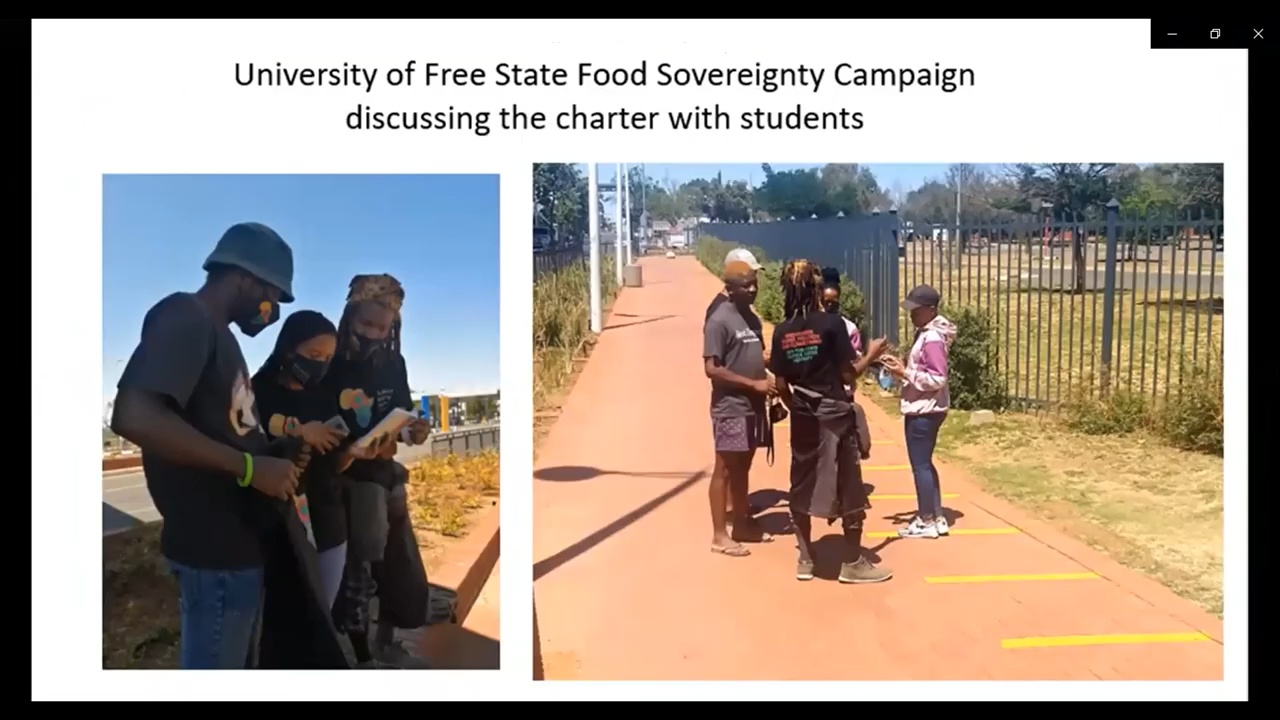 University of Free State Food Sovereignty Campaign
discussing the charter with students